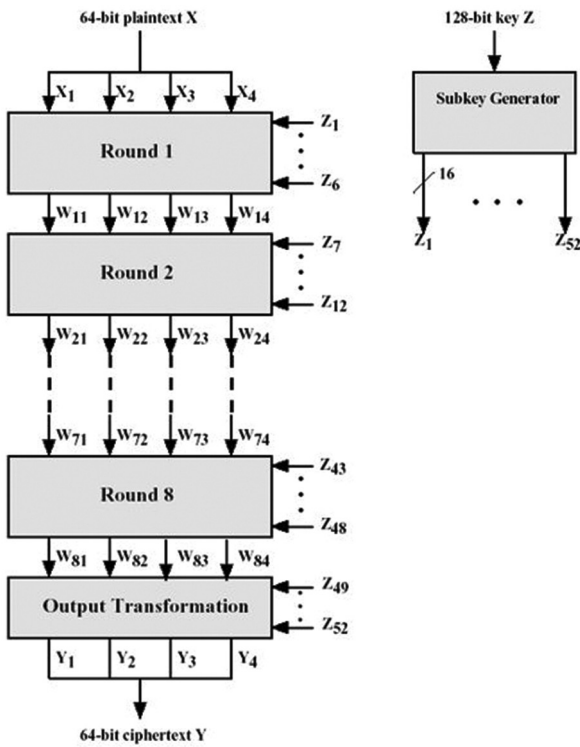 64-bit plaintext X
128-bit key Z
X1 X2 X3 X4
Subkey Generator
Z1
Round 1
Z6
16
W11 W12 W13 W14
Z1 Z52
Z7
Round 2
Z12
W21 W22 W23 W24
W71 W72 W73 W74
Z43
Round 8
Z48
W81 W82 W83 W84
Z49
Output Transformation
Z52
Y1 Y2 Y3 Y4
64-bit ciphertext Y